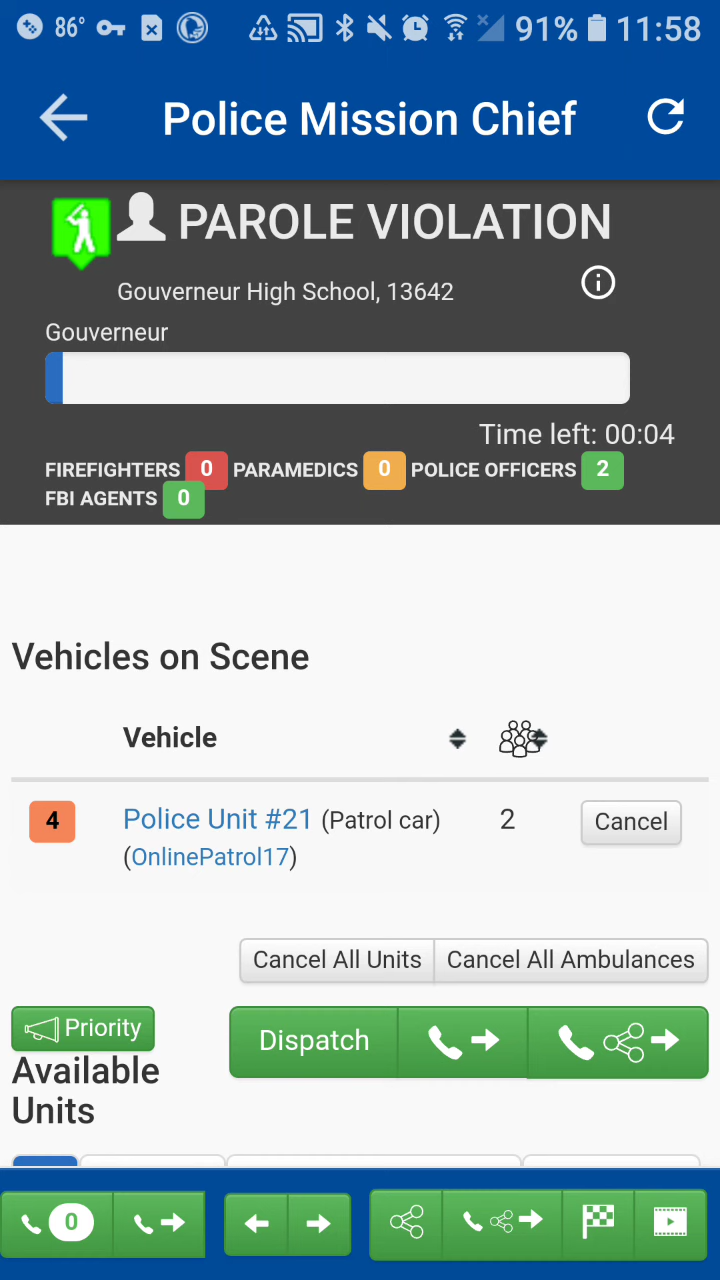 86° 91% 11:58
Police Mission Chief
PAROLE VIOLATION
Gouverneur High School, 13642
Gouverneur
Time left: 00:04
FIREFIGHTERS 0 PARAMEDICS 0 POLICE OFFICERS 2
FBI AGENTS 0
Vehicles on Scene
Vehicle
4 Police Unit #21 (Patrol car) 2 Cancel
(OnlinePatrol17)
Cancel All Units Cancel All Ambulances
Priority Dispatch
Available
Units
0